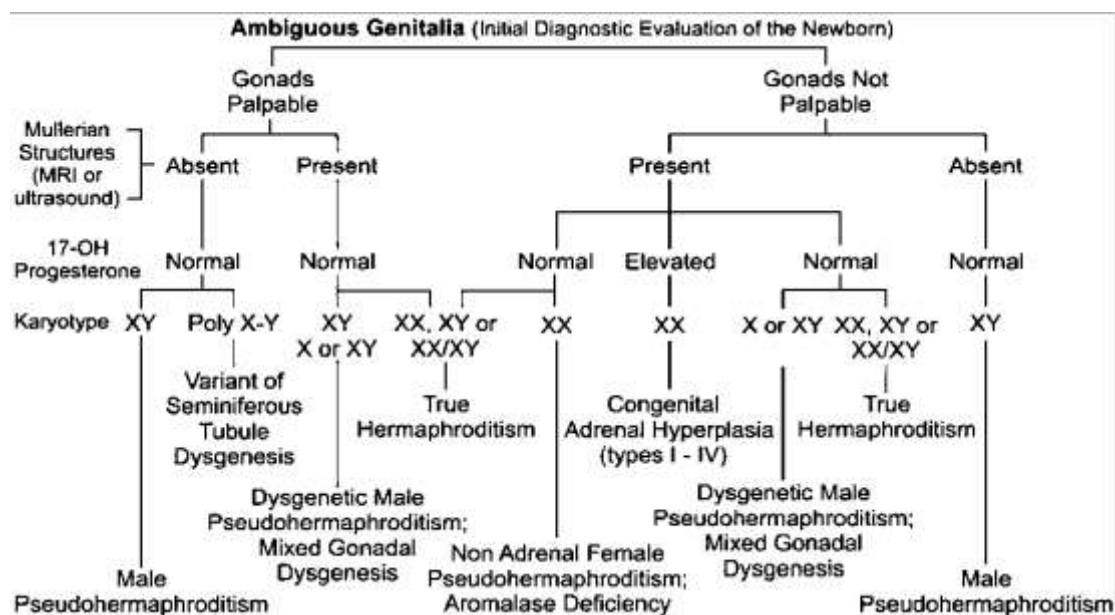 Ambiguous Genitalia (Initial Diagnostic Evaluation of the Newborn)
Gonads
Palpable
Gonads Not
Palpable
Mullerian
Structures
(MRI or
ultrasound)
Absent
Present
Present
Absent
17-OH
Progesterone
Normal
Normal
Normal
Elevated
Normal
Normal
Karyotype
XY
Poly X-Y
XY
X or XY
XX, XY or
XX/XY
XX
XX
X or XY
XX, XY or
XX/XY
XY
Variant of
Seminiferous
Tubule
Dysgenesis
True
Hermaphroditism
Congenital
Adrenal Hyperplasia
(types I - IV)
True
Hermaphroditism
Dysgenetic Male
Pseudohermaphroditism;
Mixed Gonadal
Dysgenesis
Non Adrenal Female
Pseudohermaphroditism;
Aromalase Deficiency
Dysgenetic Male
Pseudohermaphroditism;
Mixed Gonadal
Dysgenesis
Male
Pseudohermaphroditism
Male
Pseudohermaphroditism